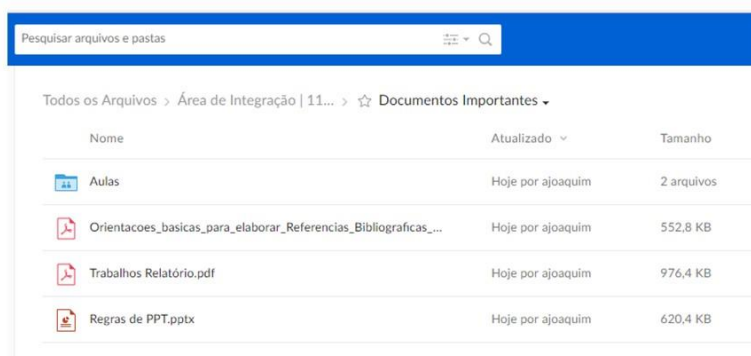 Pesquisar arquivos e pastas
Todos os Arquivos > Área de Integração | 11... > Documentos Importantes
Nome Atualizado Tamanho
Aulas Hoje por ajoaquim 2 arquivos
Orientacoes_basicas_para_elaborar_Referencias_Bibliograficas_... Hoje por ajoaquim 552,8 KB
Trabalhos Relatório.pdf Hoje por ajoaquim 976,4 KB
Regras de PPT.pptx Hoje por ajoaquim 620,4 KB